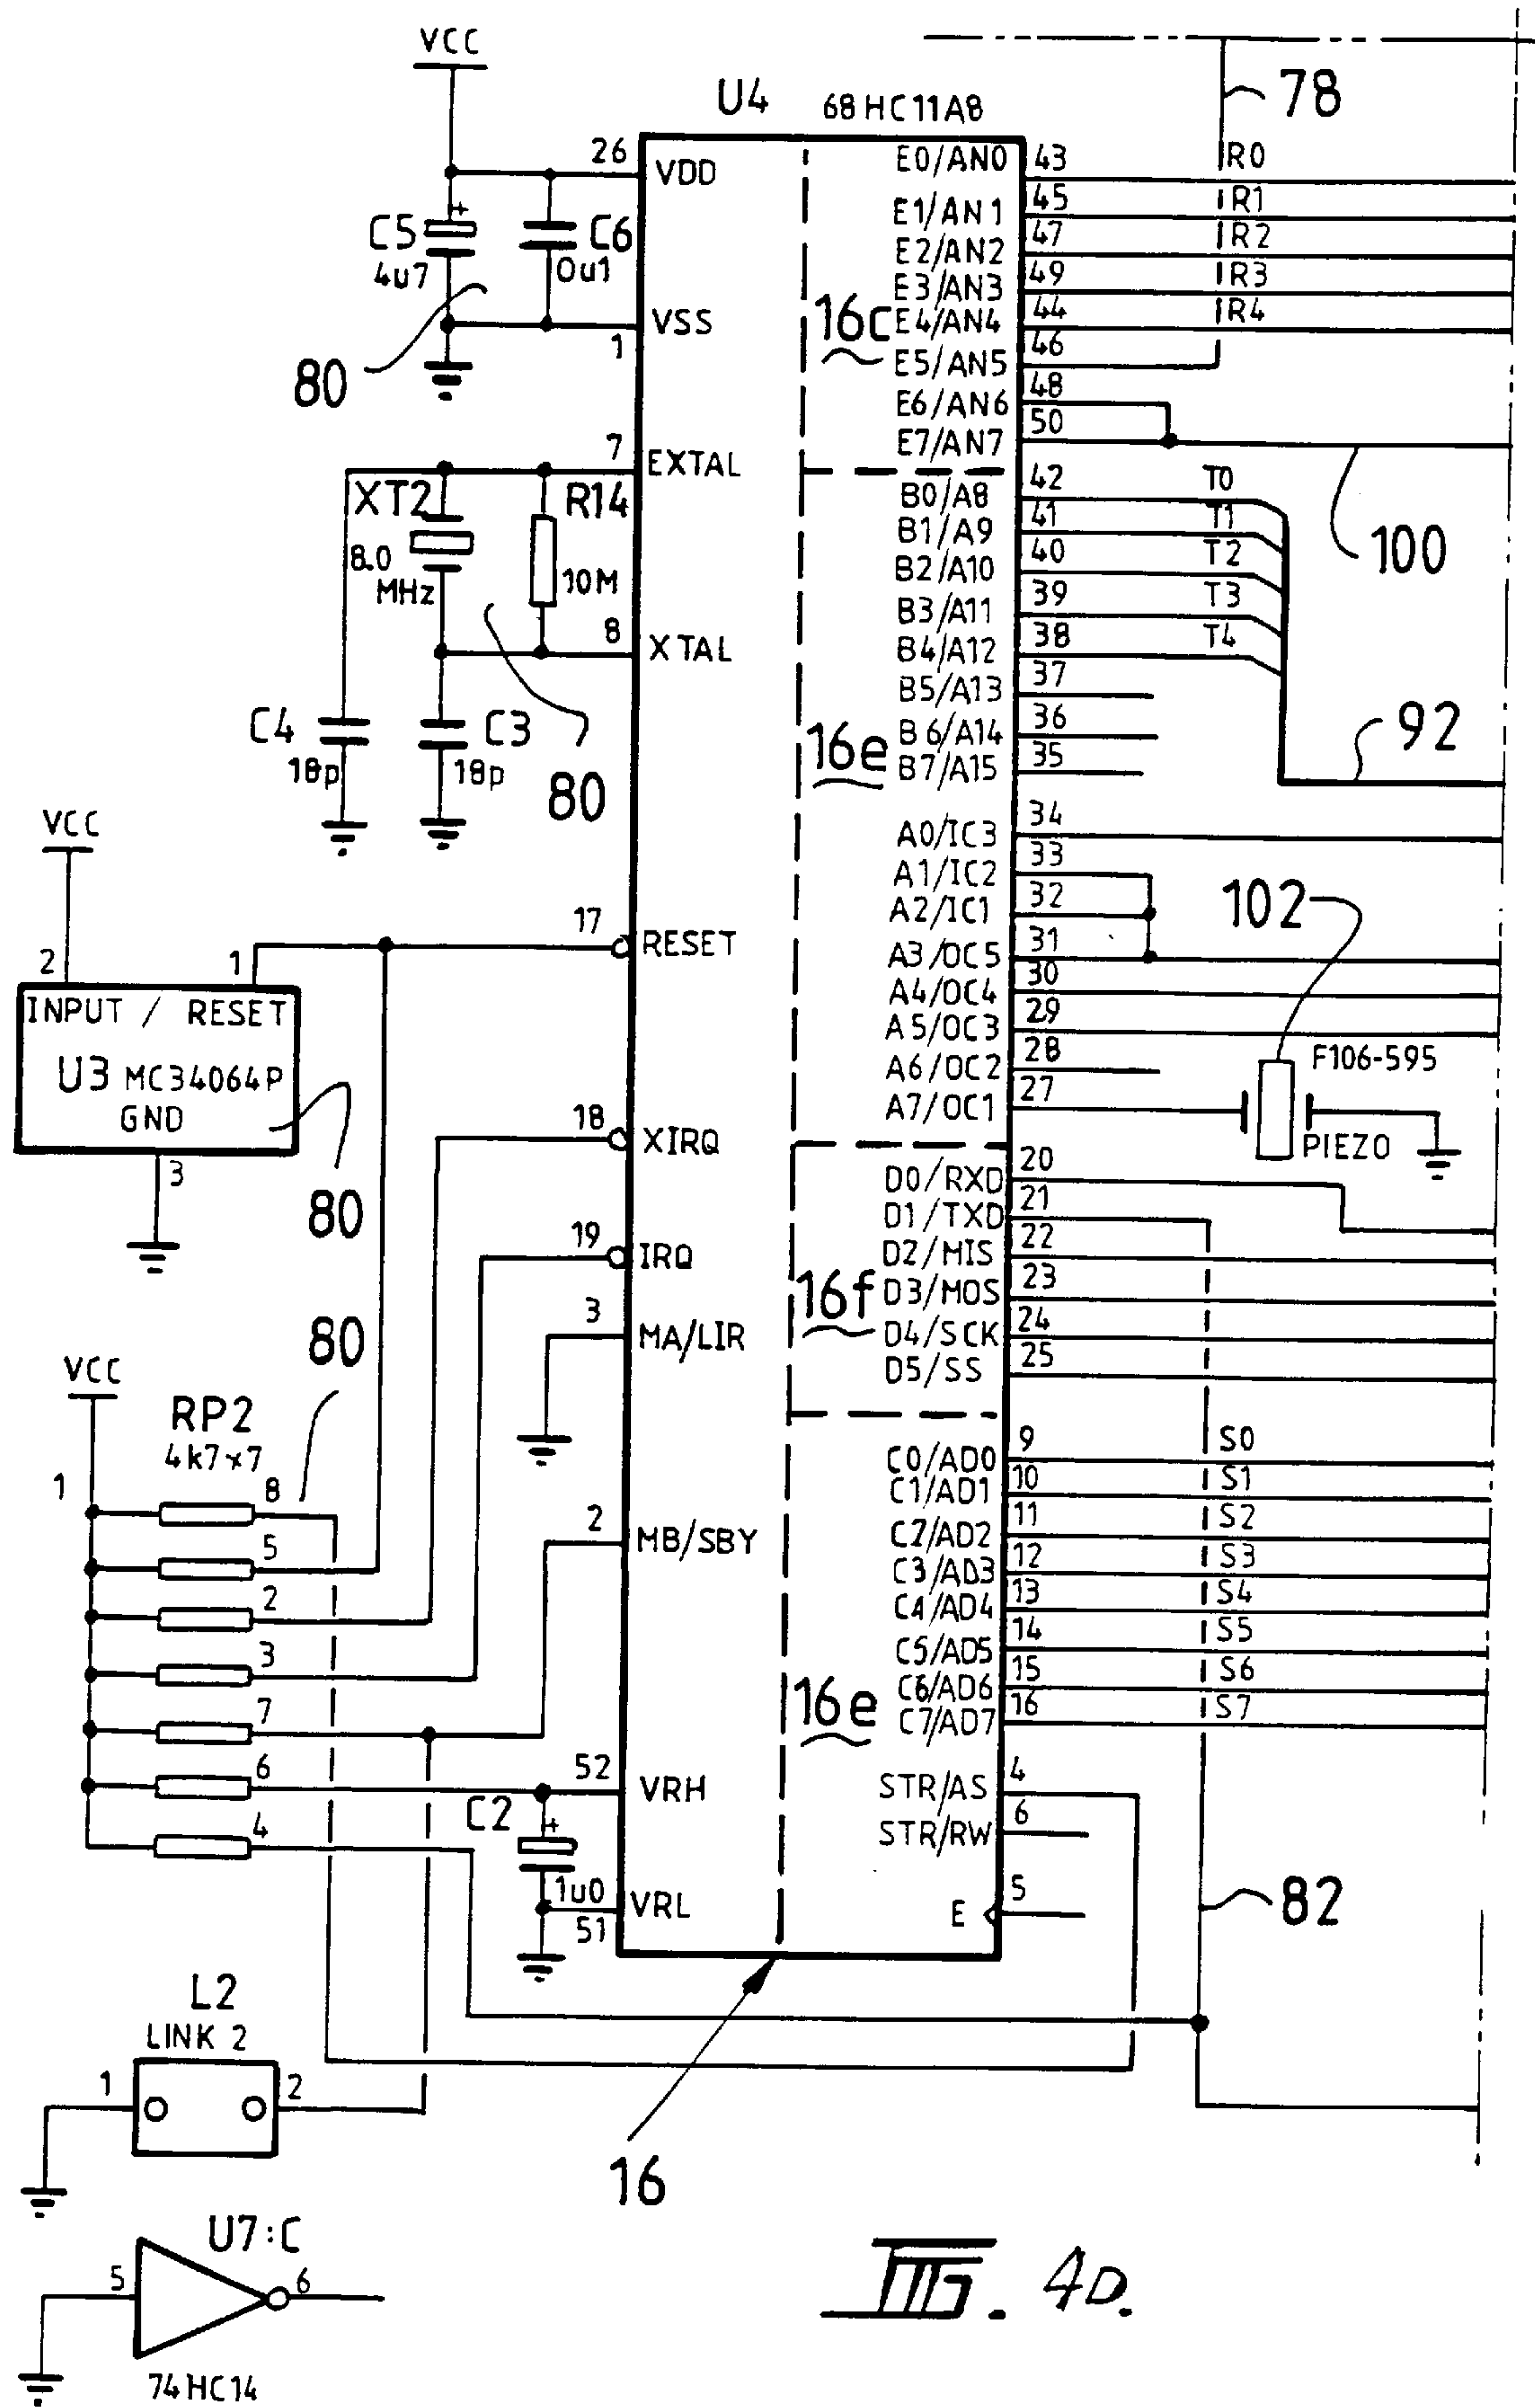 VCC
U4 68HC11A8
78
26 VDD
C5 4u7
C6 0u1
VSS 1
80
7 EXTAL
XT2 8.0 MHz
R14 10M
8 XTAL
C4 18p
C3 18p
80
VCC
2 1
INPUT / RESET
U3 MC34064P
GND
3
80
17 RESET
18 XIRQ
19 IRQ
3 MA/LIR
2 MB/SBY
52 VRH
C2 1u0
51 VRL
80
VCC
RP2
4k7x7
1
8
5
2
3
7
6
4
L2
LINK 2
1 2
U7:C
5 6
74HC14
16
16c
E0/AN0 43 R0
E1/AN1 45 R1
E2/AN2 47 R2
E3/AN3 49 R3
E4/AN4 44 R4
E5/AN5 46
E6/AN6 48
E7/AN7 50
100
16e
B0/A8 42 T0
B1/A9 41 T1
B2/A10 40 T2
B3/A11 39 T3
B4/A12 38 T4
B5/A13 37
B6/A14 36
B7/A15 35
92
A0/IC3 34
A1/IC2 33
A2/IC1 32
A3/OC5 31
A4/OC4 30
A5/OC3 29
A6/OC2 28
A7/OC1 27
102
F106-595
PIEZO
16f
D0/RXD 20
D1/TXD 21
D2/MIS 22
D3/MOS 23
D4/SCK 24
D5/SS 25
16e
C0/AD0 9 S0
C1/AD1 10 S1
C2/AD2 11 S2
C3/AD3 12 S3
C4/AD4 13 S4
C5/AD5 14 S5
C6/AD6 15 S6
C7/AD7 16 S7
STR/AS 4
STR/RW 6
E 5
82
FIG. 4D.